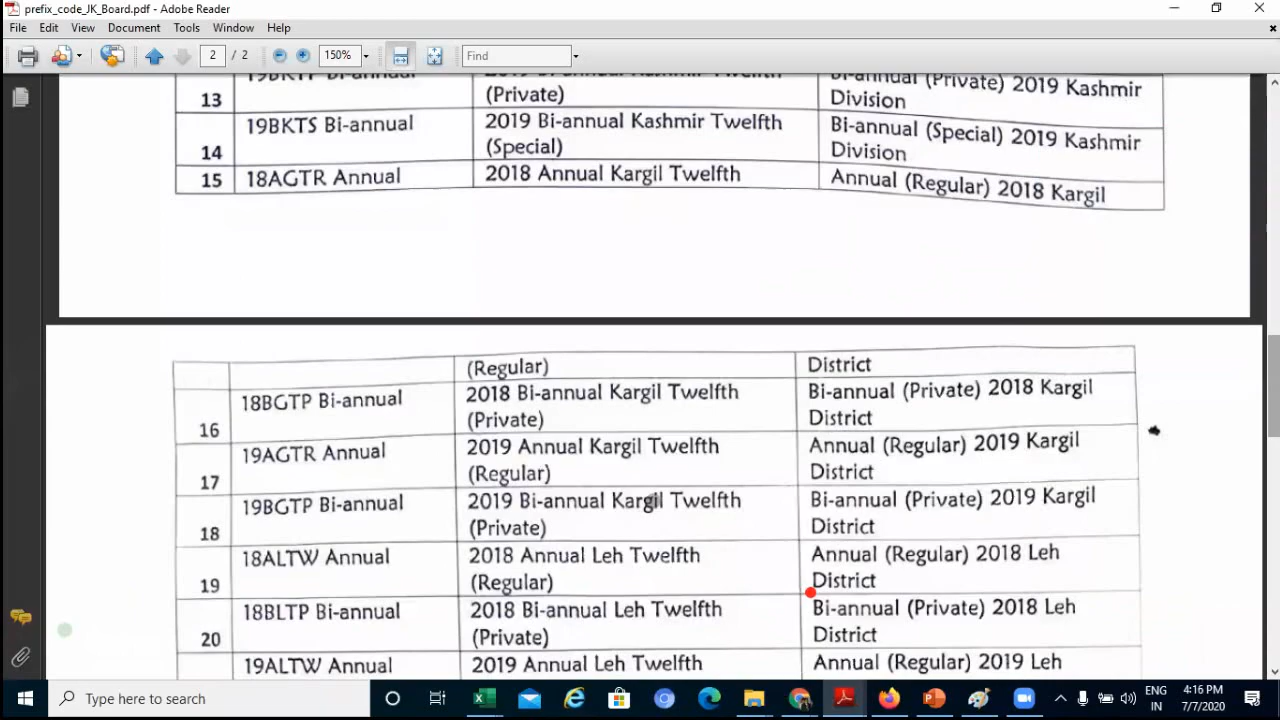 prefix_code_JK_Board.pdf - Adobe Reader
File Edit View Document Tools Window Help
2 / 2 150% Find
13 19BKTP Bi-annual 2019 Bi-annual Kashmir Twelfth Bi-annual (Private) 2019 Kashmir
(Private) Division
14 19BKTS Bi-annual 2019 Bi-annual Kashmir Twelfth Bi-annual (Special) 2019 Kashmir
(Special) Division
15 18AGTR Annual 2018 Annual Kargil Twelfth Annual (Regular) 2018 Kargil
(Regular) District
16 18BGTP Bi-annual 2018 Bi-annual Kargil Twelfth Bi-annual (Private) 2018 Kargil
(Private) District
17 19AGTR Annual 2019 Annual Kargil Twelfth Annual (Regular) 2019 Kargil
(Regular) District
18 19BGTP Bi-annual 2019 Bi-annual Kargil Twelfth Bi-annual (Private) 2019 Kargil
(Private) District
19 18ALTW Annual 2018 Annual Leh Twelfth Annual (Regular) 2018 Leh
(Regular) District
20 18BLTP Bi-annual 2018 Bi-annual Leh Twelfth Bi-annual (Private) 2018 Leh
(Private) District
19ALTW Annual 2019 Annual Leh Twelfth Annual (Regular) 2019 Leh
Type here to search
ENG 4:16 PM
IN 7/7/2020